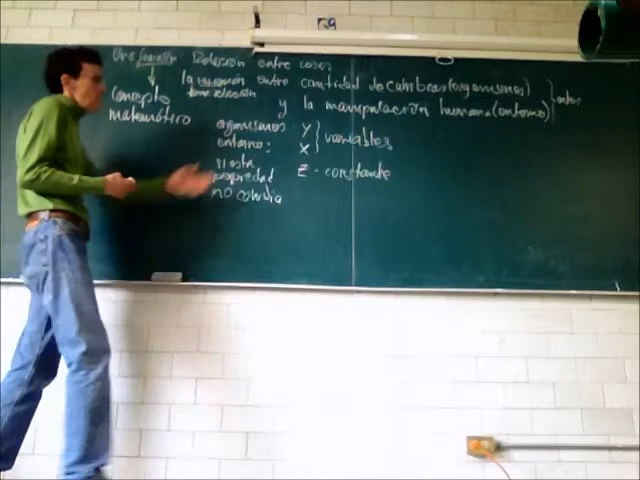 Una función Relación entre cosas
la relación entre cantidad de cambras (organismos)
y la manipulación humana (entorno)
Concepto
matemático
organismos Y
entorno: X
variables
propiedad Z - constante
no cambia